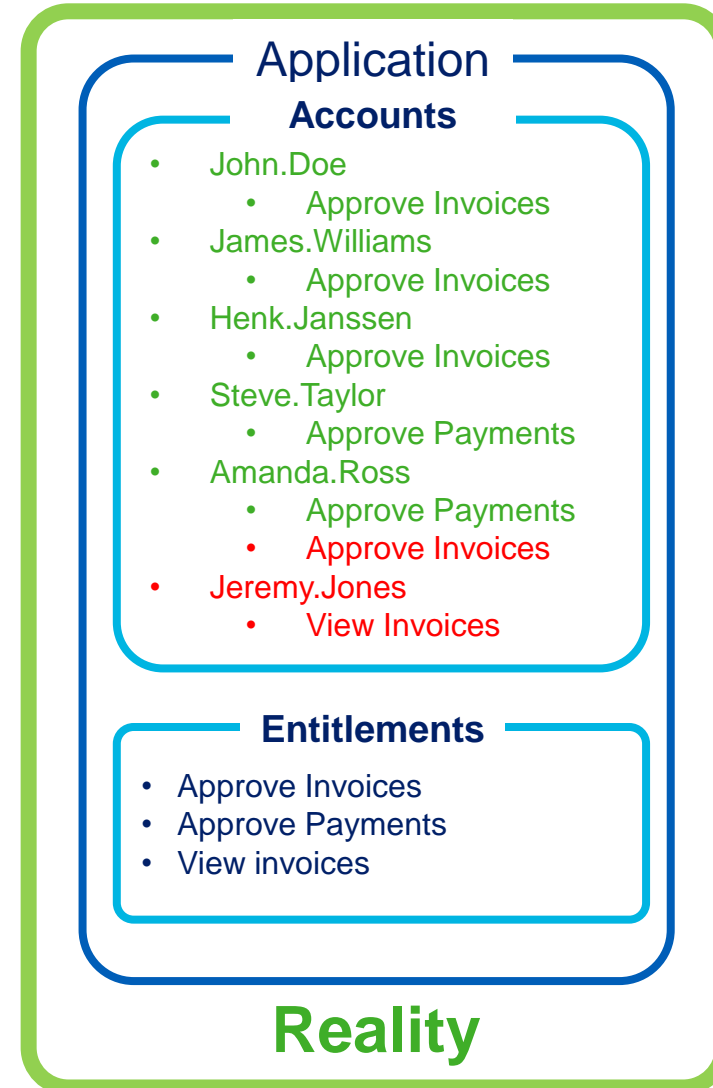 Application
Accounts
• John.Doe
• Approve Invoices
• James.Williams
• Approve Invoices
• Henk.Janssen
• Approve Invoices
• Steve.Taylor
• Approve Payments
• Amanda.Ross
• Approve Payments
• Approve Invoices
• Jeremy.Jones
• View Invoices
Entitlements
• Approve Invoices
• Approve Payments
• View invoices
Reality